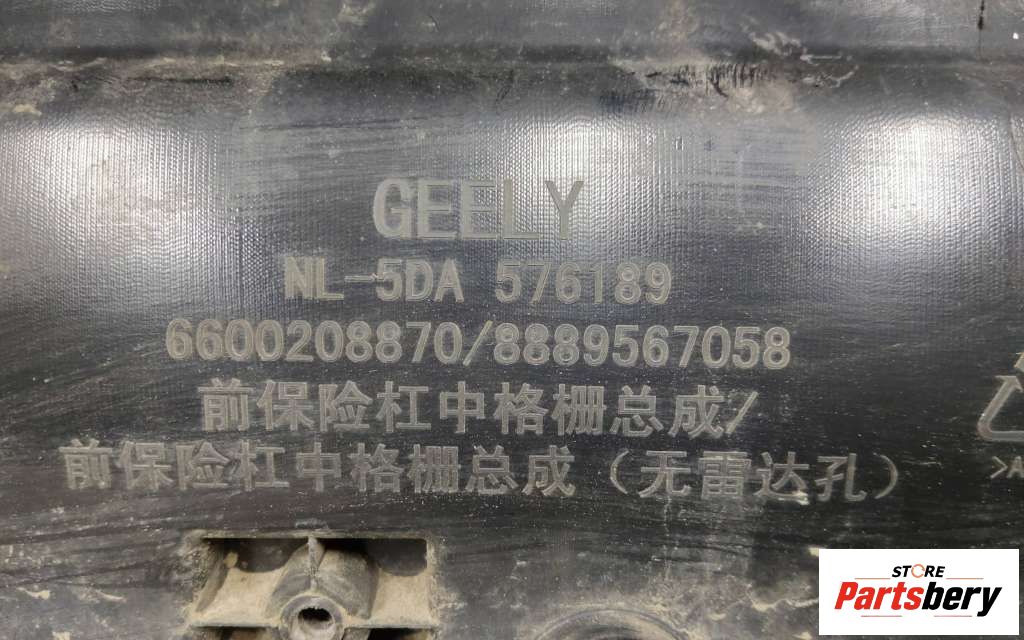 GEELY
NL-5DA 576189
6600208870/8889567058
前保险杠中格栅总成/
前保险杠中格栅总成（无雷达孔）
>A
STORE
Partsbery